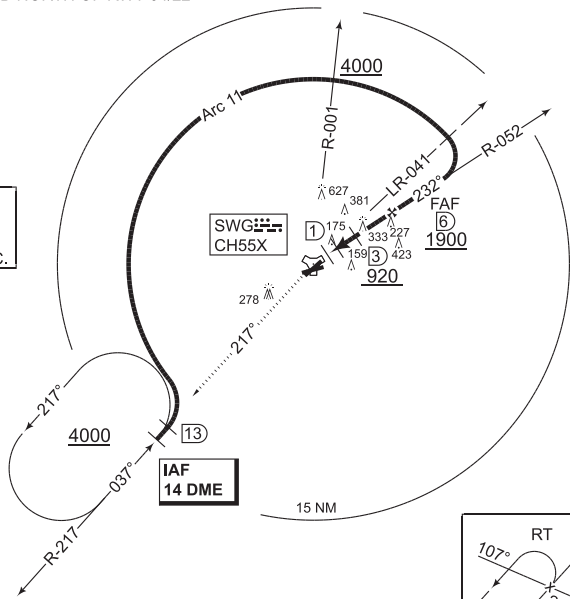 4000
Arc 11
R-001
LR-041
R-052
232°
FAF
6
1900
627
381
SWG
CH55X
1
175
333
227
423
159
3
920
278
217°
217°
4000
13
037°
IAF
14 DME
R-217
15 NM
RT
107°
C.